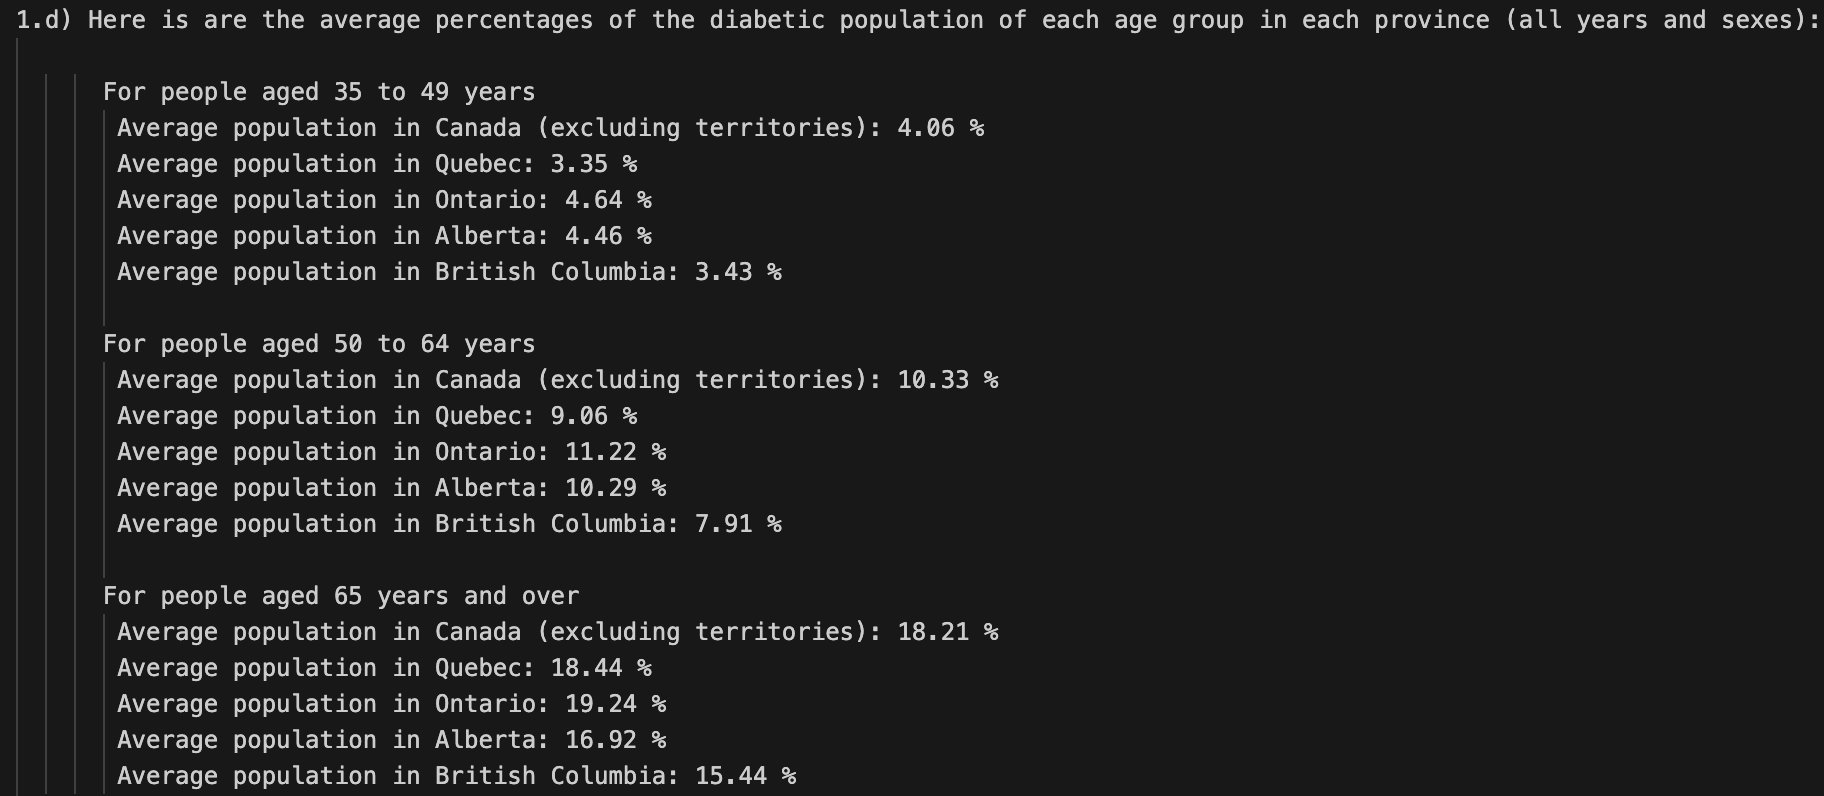 1.d) Here is are the average percentages of the diabetic population of each age group in each province (all years and sexes):
For people aged 35 to 49 years
Average population in Canada (excluding territories): 4.06 %
Average population in Quebec: 3.35 %
Average population in Ontario: 4.64 %
Average population in Alberta: 4.46 %
Average population in British Columbia: 3.43 %
For people aged 50 to 64 years
Average population in Canada (excluding territories): 10.33 %
Average population in Quebec: 9.06 %
Average population in Ontario: 11.22 %
Average population in Alberta: 10.29 %
Average population in British Columbia: 7.91 %
For people aged 65 years and over
Average population in Canada (excluding territories): 18.21 %
Average population in Quebec: 18.44 %
Average population in Ontario: 19.24 %
Average population in Alberta: 16.92 %
Average population in British Columbia: 15.44 %